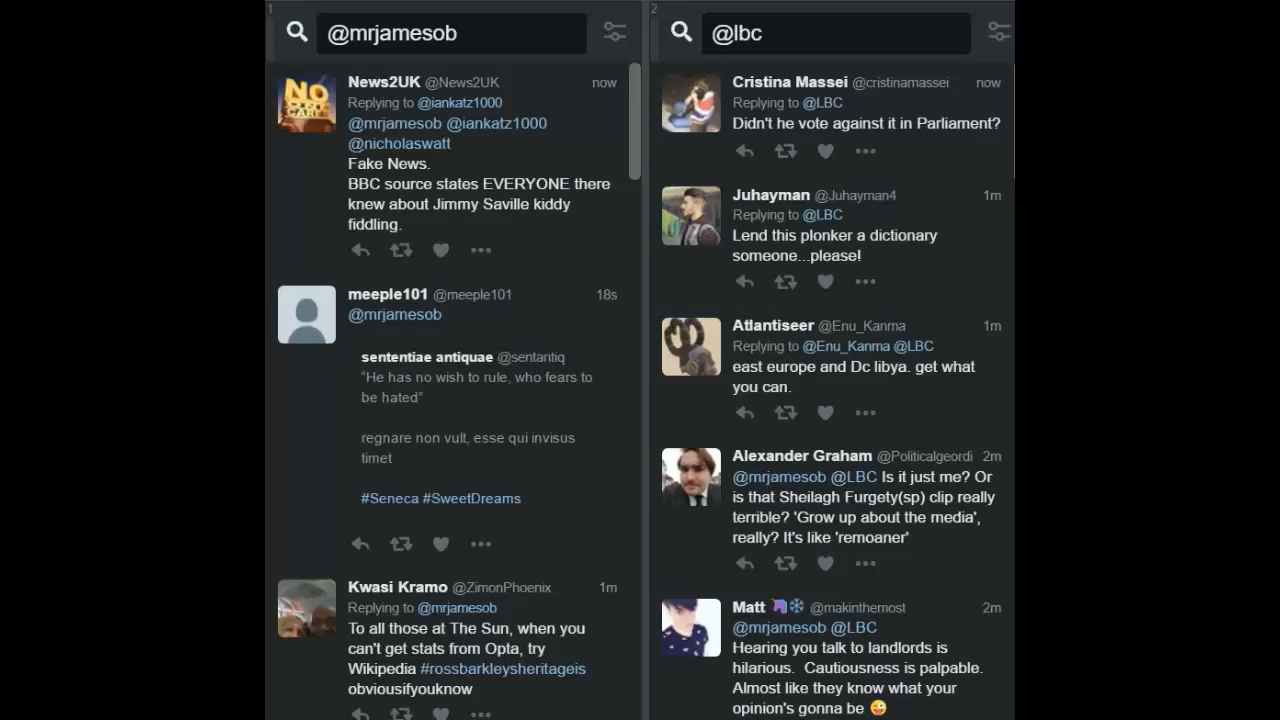 1
@mrjamesob
News2UK @News2UK now
Replying to @iankatz1000
@mrjamesob @iankatz1000
@nicholaswatt
Fake News.
BBC source states EVERYONE there
knew about Jimmy Saville kiddy
fiddling.
meeple101 @meeple101 18s
@mrjamesob
sententiae antiquae @sentantiq
“He has no wish to rule, who fears to
be hated”
regnare non vult, esse qui invisus
timet
#Seneca #SweetDreams
Kwasi Kramo @ZimonPhoenix 1m
Replying to @mrjamesob
To all those at The Sun, when you
can't get stats from Opta, try
Wikipedia #rossbarkleysheritageis
obviousifyouknow
2
@lbc
Cristina Massei @cristinamassei now
Replying to @LBC
Didn't he vote against it in Parliament?
Juhayman @Juhayman4 1m
Replying to @LBC
Lend this plonker a dictionary
someone...please!
Atlantiseer @Enu_Kanma 1m
Replying to @Enu_Kanma @LBC
east europe and Dc libya. get what
you can.
Alexander Graham @Politicalgeordi 2m
@mrjamesob @LBC Is it just me? Or
is that Sheilagh Furgety(sp) clip really
terrible? 'Grow up about the media',
really? It's like 'remoaner'
Matt 🦄❄️ @makinthemost 2m
@mrjamesob @LBC
Hearing you talk to landlords is
hilarious. Cautiousness is palpable.
Almost like they know what your
opinion's gonna be 😜